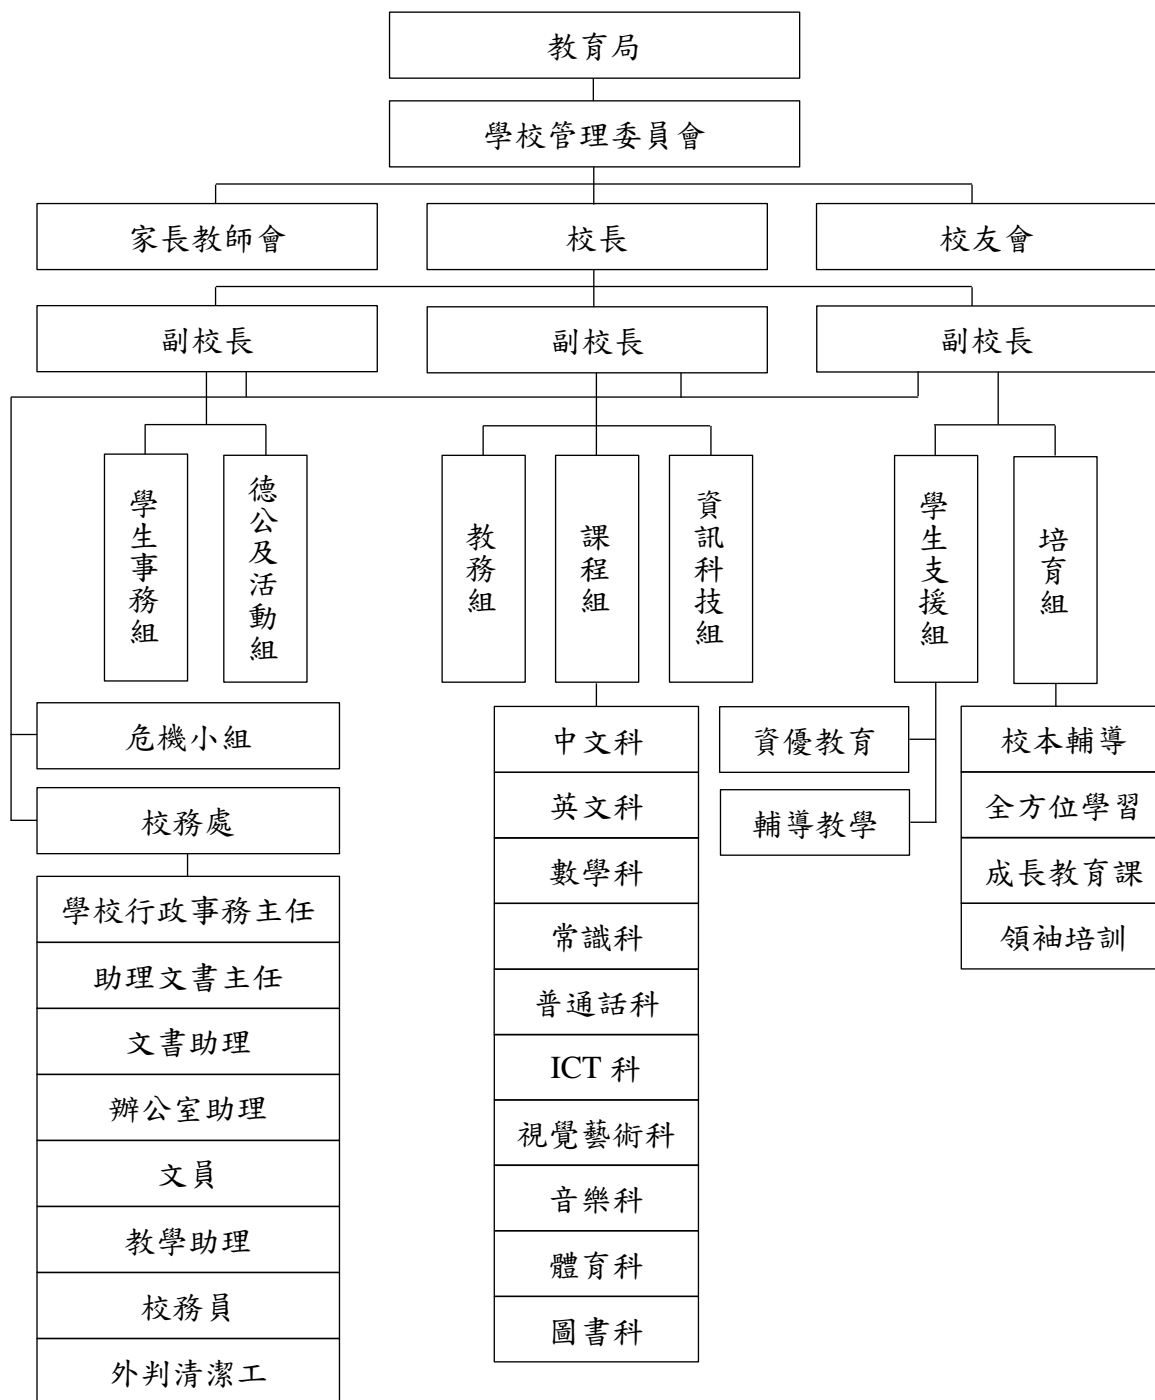 教育局
學校管理委員會
家長教師會
校長
校友會
副校長
副校長
副校長
學生事務組
德公及活動組
教務組
課程組
資訊科技組
學生支援組
培育組
危機小組
校務處
學校行政事務主任
助理文書主任
文書助理
辦公室助理
文員
教學助理
校務員
外判清潔工
中文科
英文科
數學科
常識科
普通話科
ICT 科
視覺藝術科
音樂科
體育科
圖書科
資優教育
輔導教學
校本輔導
全方位學習
成長教育課
領袖培訓